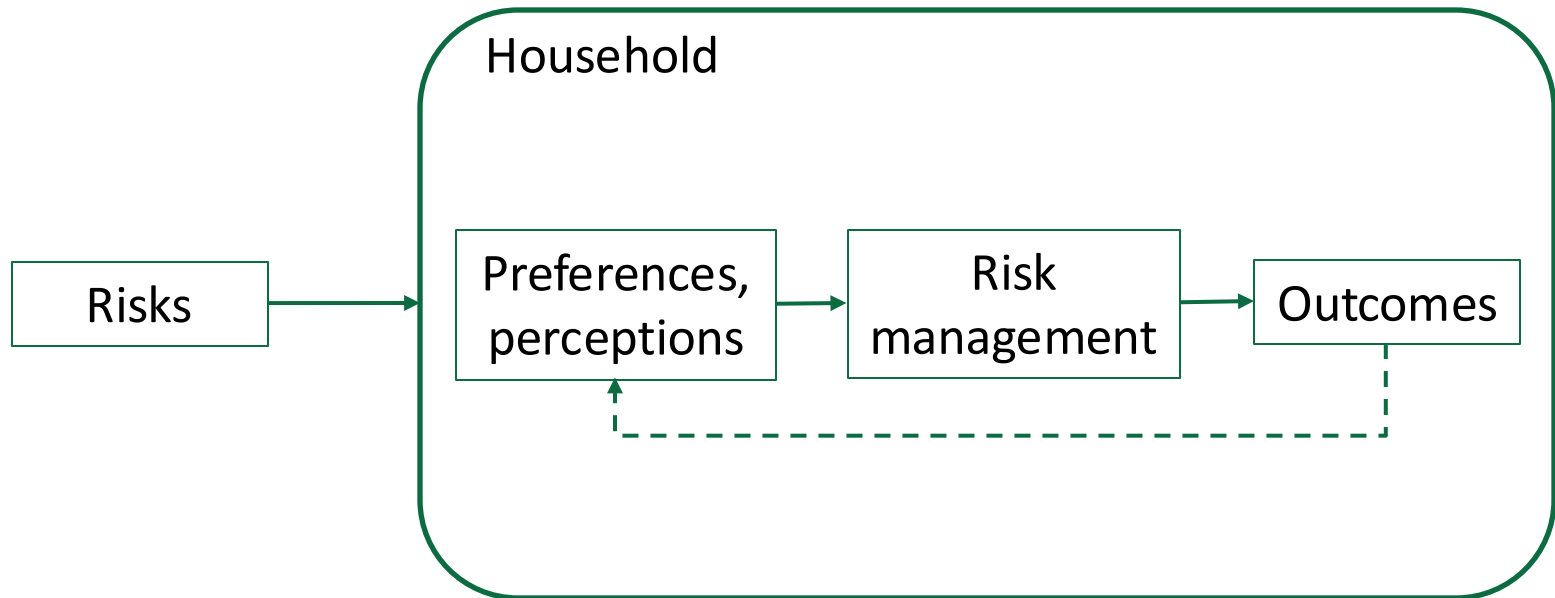 Household
Risks
Preferences,
perceptions
Risk
management
Outcomes